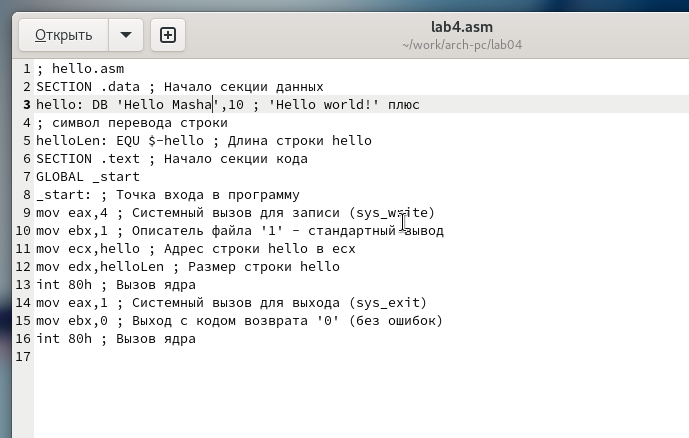 Открыть
lab4.asm
~/work/arch-pc/lab04
1 ; hello.asm
2 SECTION .data ; Начало секции данных
3 hello: DB 'Hello Masha',10 ; 'Hello world!' плюс
4 ; символ перевода строки
5 helloLen: EQU $-hello ; Длина строки hello
6 SECTION .text ; Начало секции кода
7 GLOBAL _start
8 _start: ; Точка входа в программу
9 mov eax,4 ; Системный вызов для записи (sys_write)
10 mov ebx,1 ; Описатель файла '1' - стандартный вывод
11 mov ecx,hello ; Адрес строки hello в ecx
12 mov edx,helloLen ; Размер строки hello
13 int 80h ; Вызов ядра
14 mov eax,1 ; Системный вызов для выхода (sys_exit)
15 mov ebx,0 ; Выход с кодом возврата '0' (без ошибок)
16 int 80h ; Вызов ядра
17